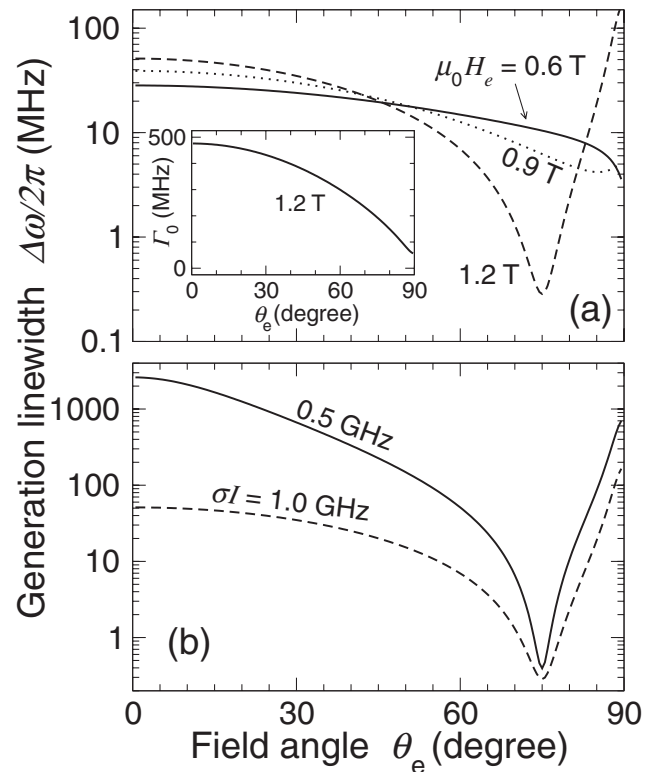 Generation linewidth Δω/2π (MHz)
100
10
1
0.1
μ₀Hₑ = 0.6 T
0.9 T
1.2 T
(a)
Γ₀ (MHz)
500
0
1.2 T
0 30 60 90
θₑ (degree)
1000
100
10
1
0.5 GHz
σI = 1.0 GHz
(b)
0 30 60 90
Field angle θₑ (degree)